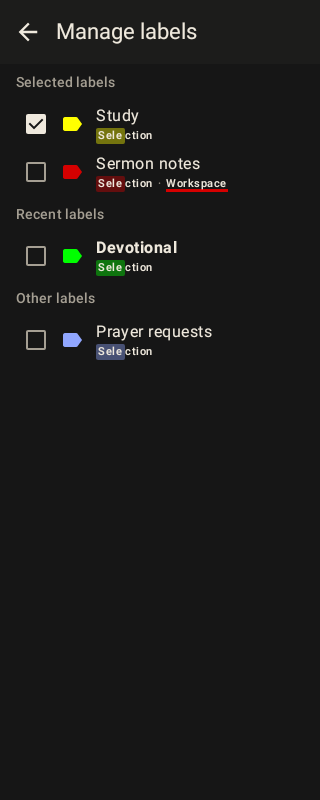 Manage labels
Selected labels
Study
Selection
Sermon notes
Selection · Workspace
Recent labels
Devotional
Selection
Other labels
Prayer requests
Selection